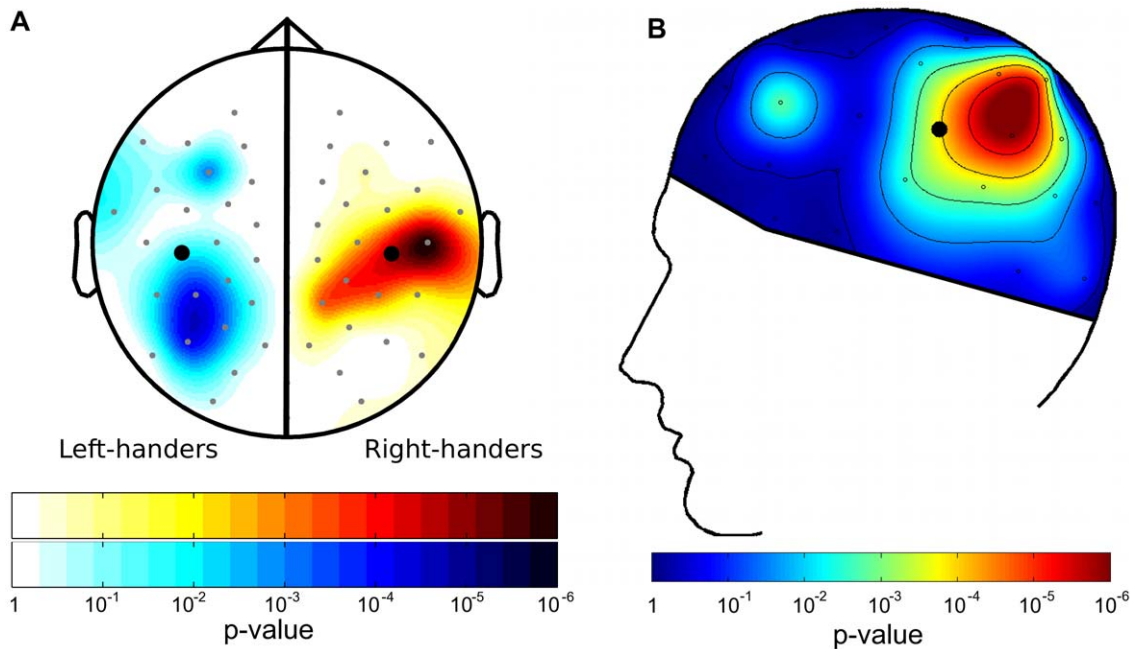 A
B
Left-handers
Right-handers
1 10⁻¹ 10⁻² 10⁻³ 10⁻⁴ 10⁻⁵ 10⁻⁶
p-value
1 10⁻¹ 10⁻² 10⁻³ 10⁻⁴ 10⁻⁵ 10⁻⁶
p-value